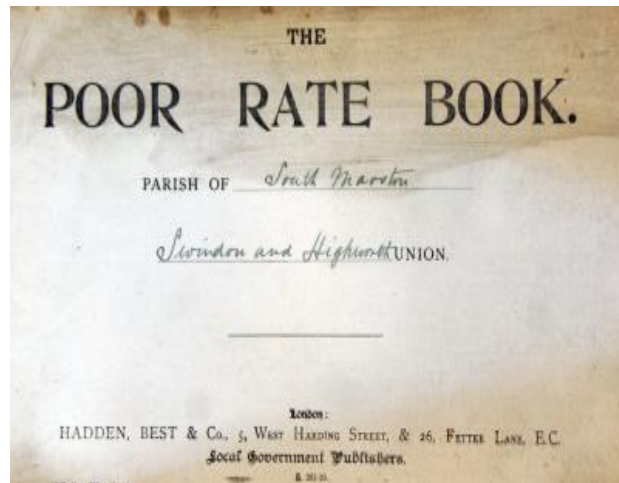 THE
POOR RATE BOOK.
PARISH OF South Marston
Swindon and Highworth UNION.
London:
HADDEN, BEST & Co., 5, WEST HARDING STREET, & 26, FETTER LANE, E.C.
Local Government Publishers.